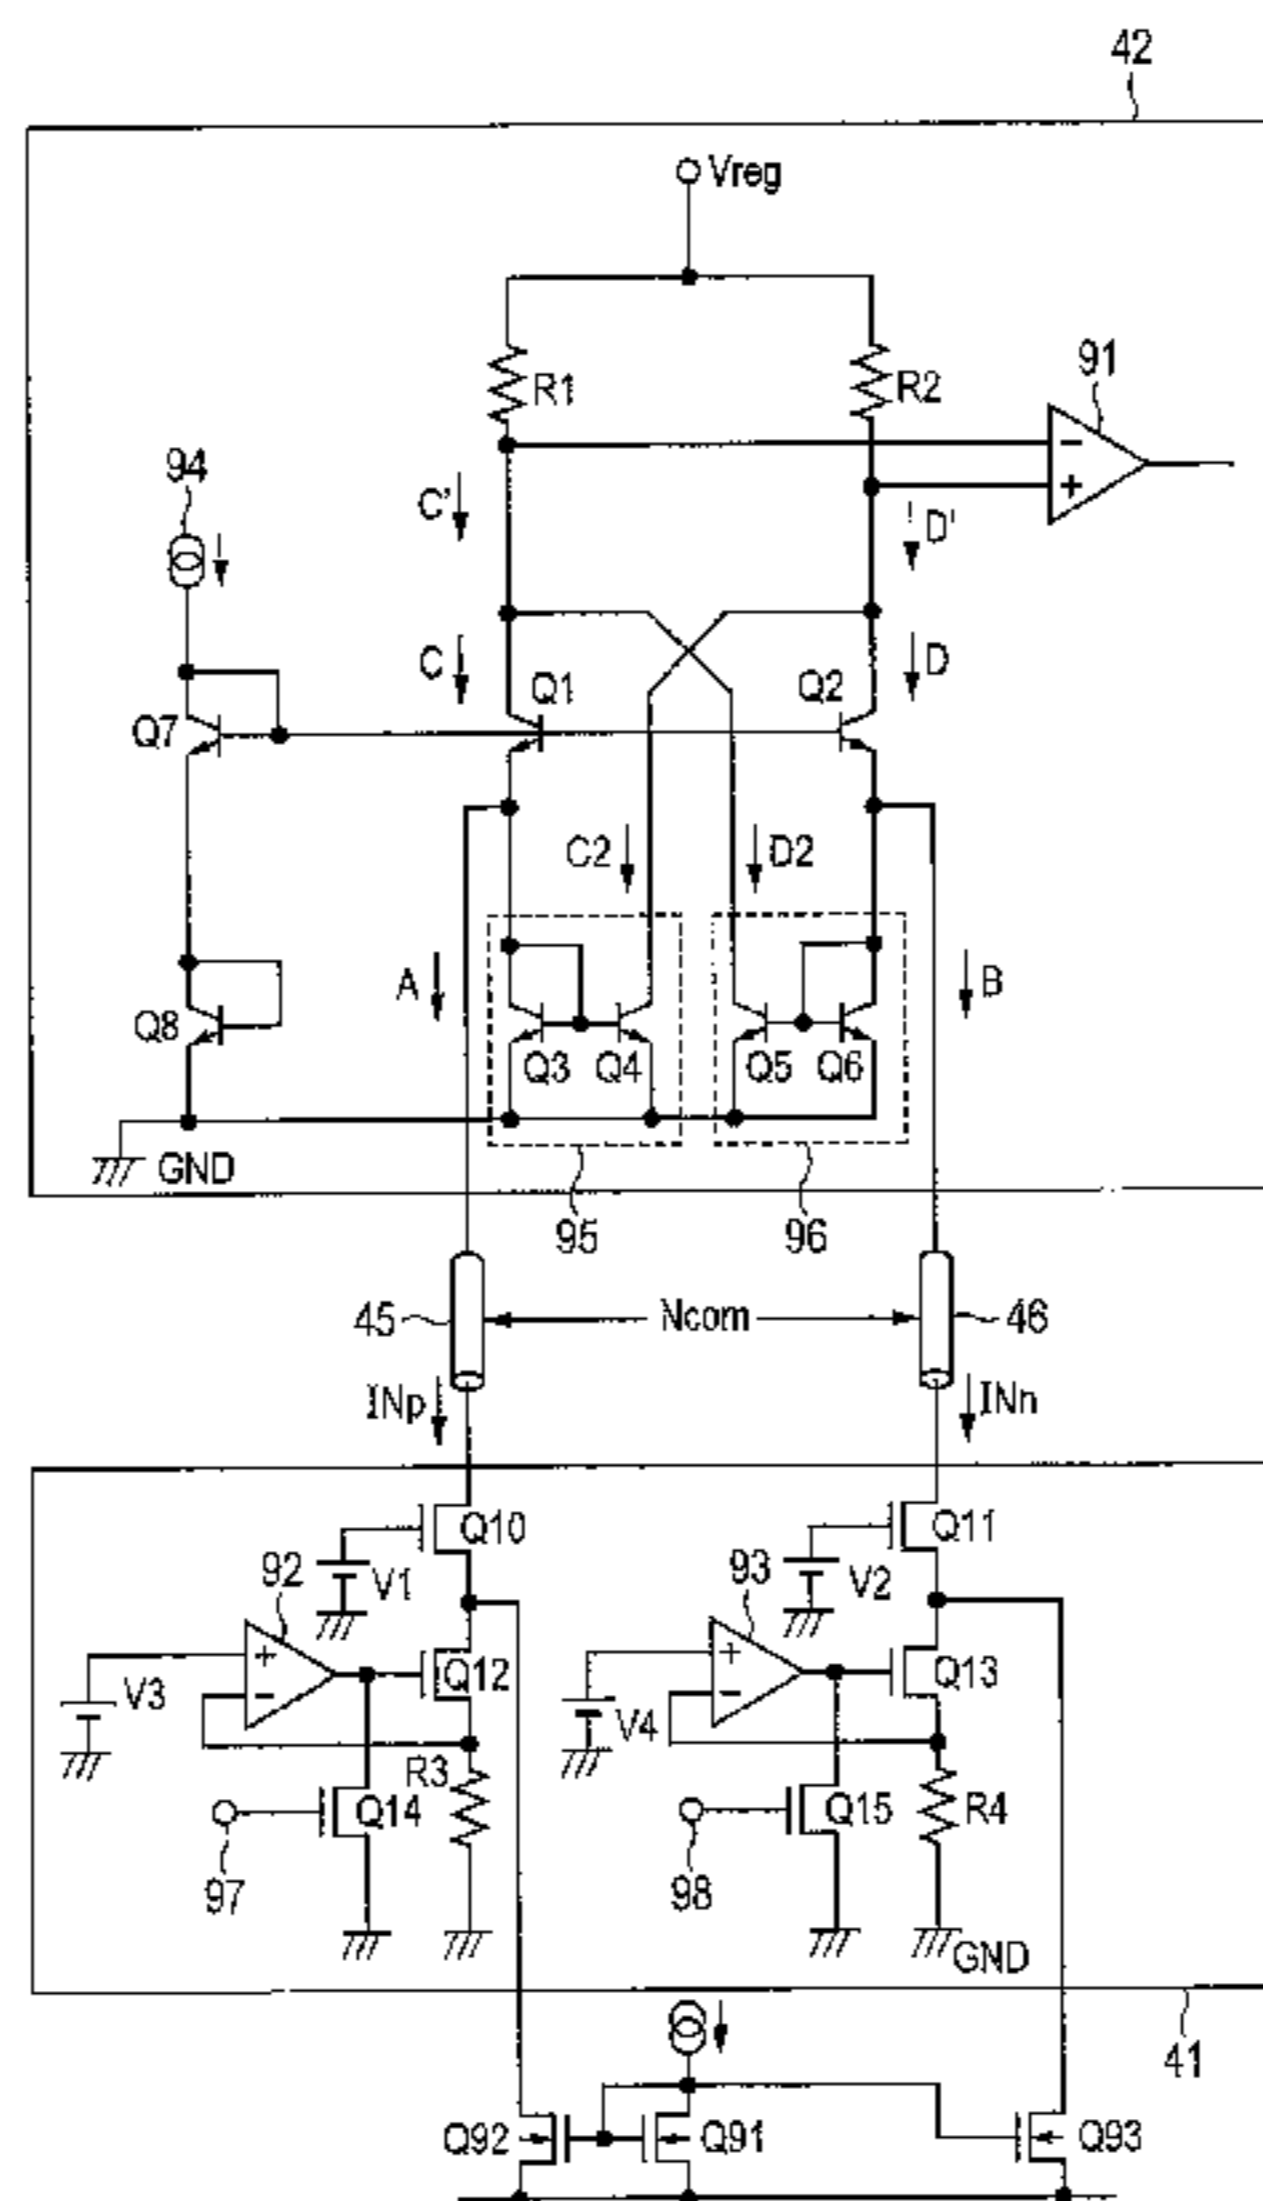 42
Vreg
R1
R2
91
−
+
94
C'
D'
C
D
Q1
Q2
Q7
C2
D2
A
B
Q8
Q3
Q4
Q5
Q6
GND
95
96
45
Ncom
46
INp
INn
Q10
Q11
92
V1
93
V2
+
−
Q12
+
−
Q13
V3
V4
R3
Q14
Q15
R4
97
98
GND
41
Q92
Q91
Q93